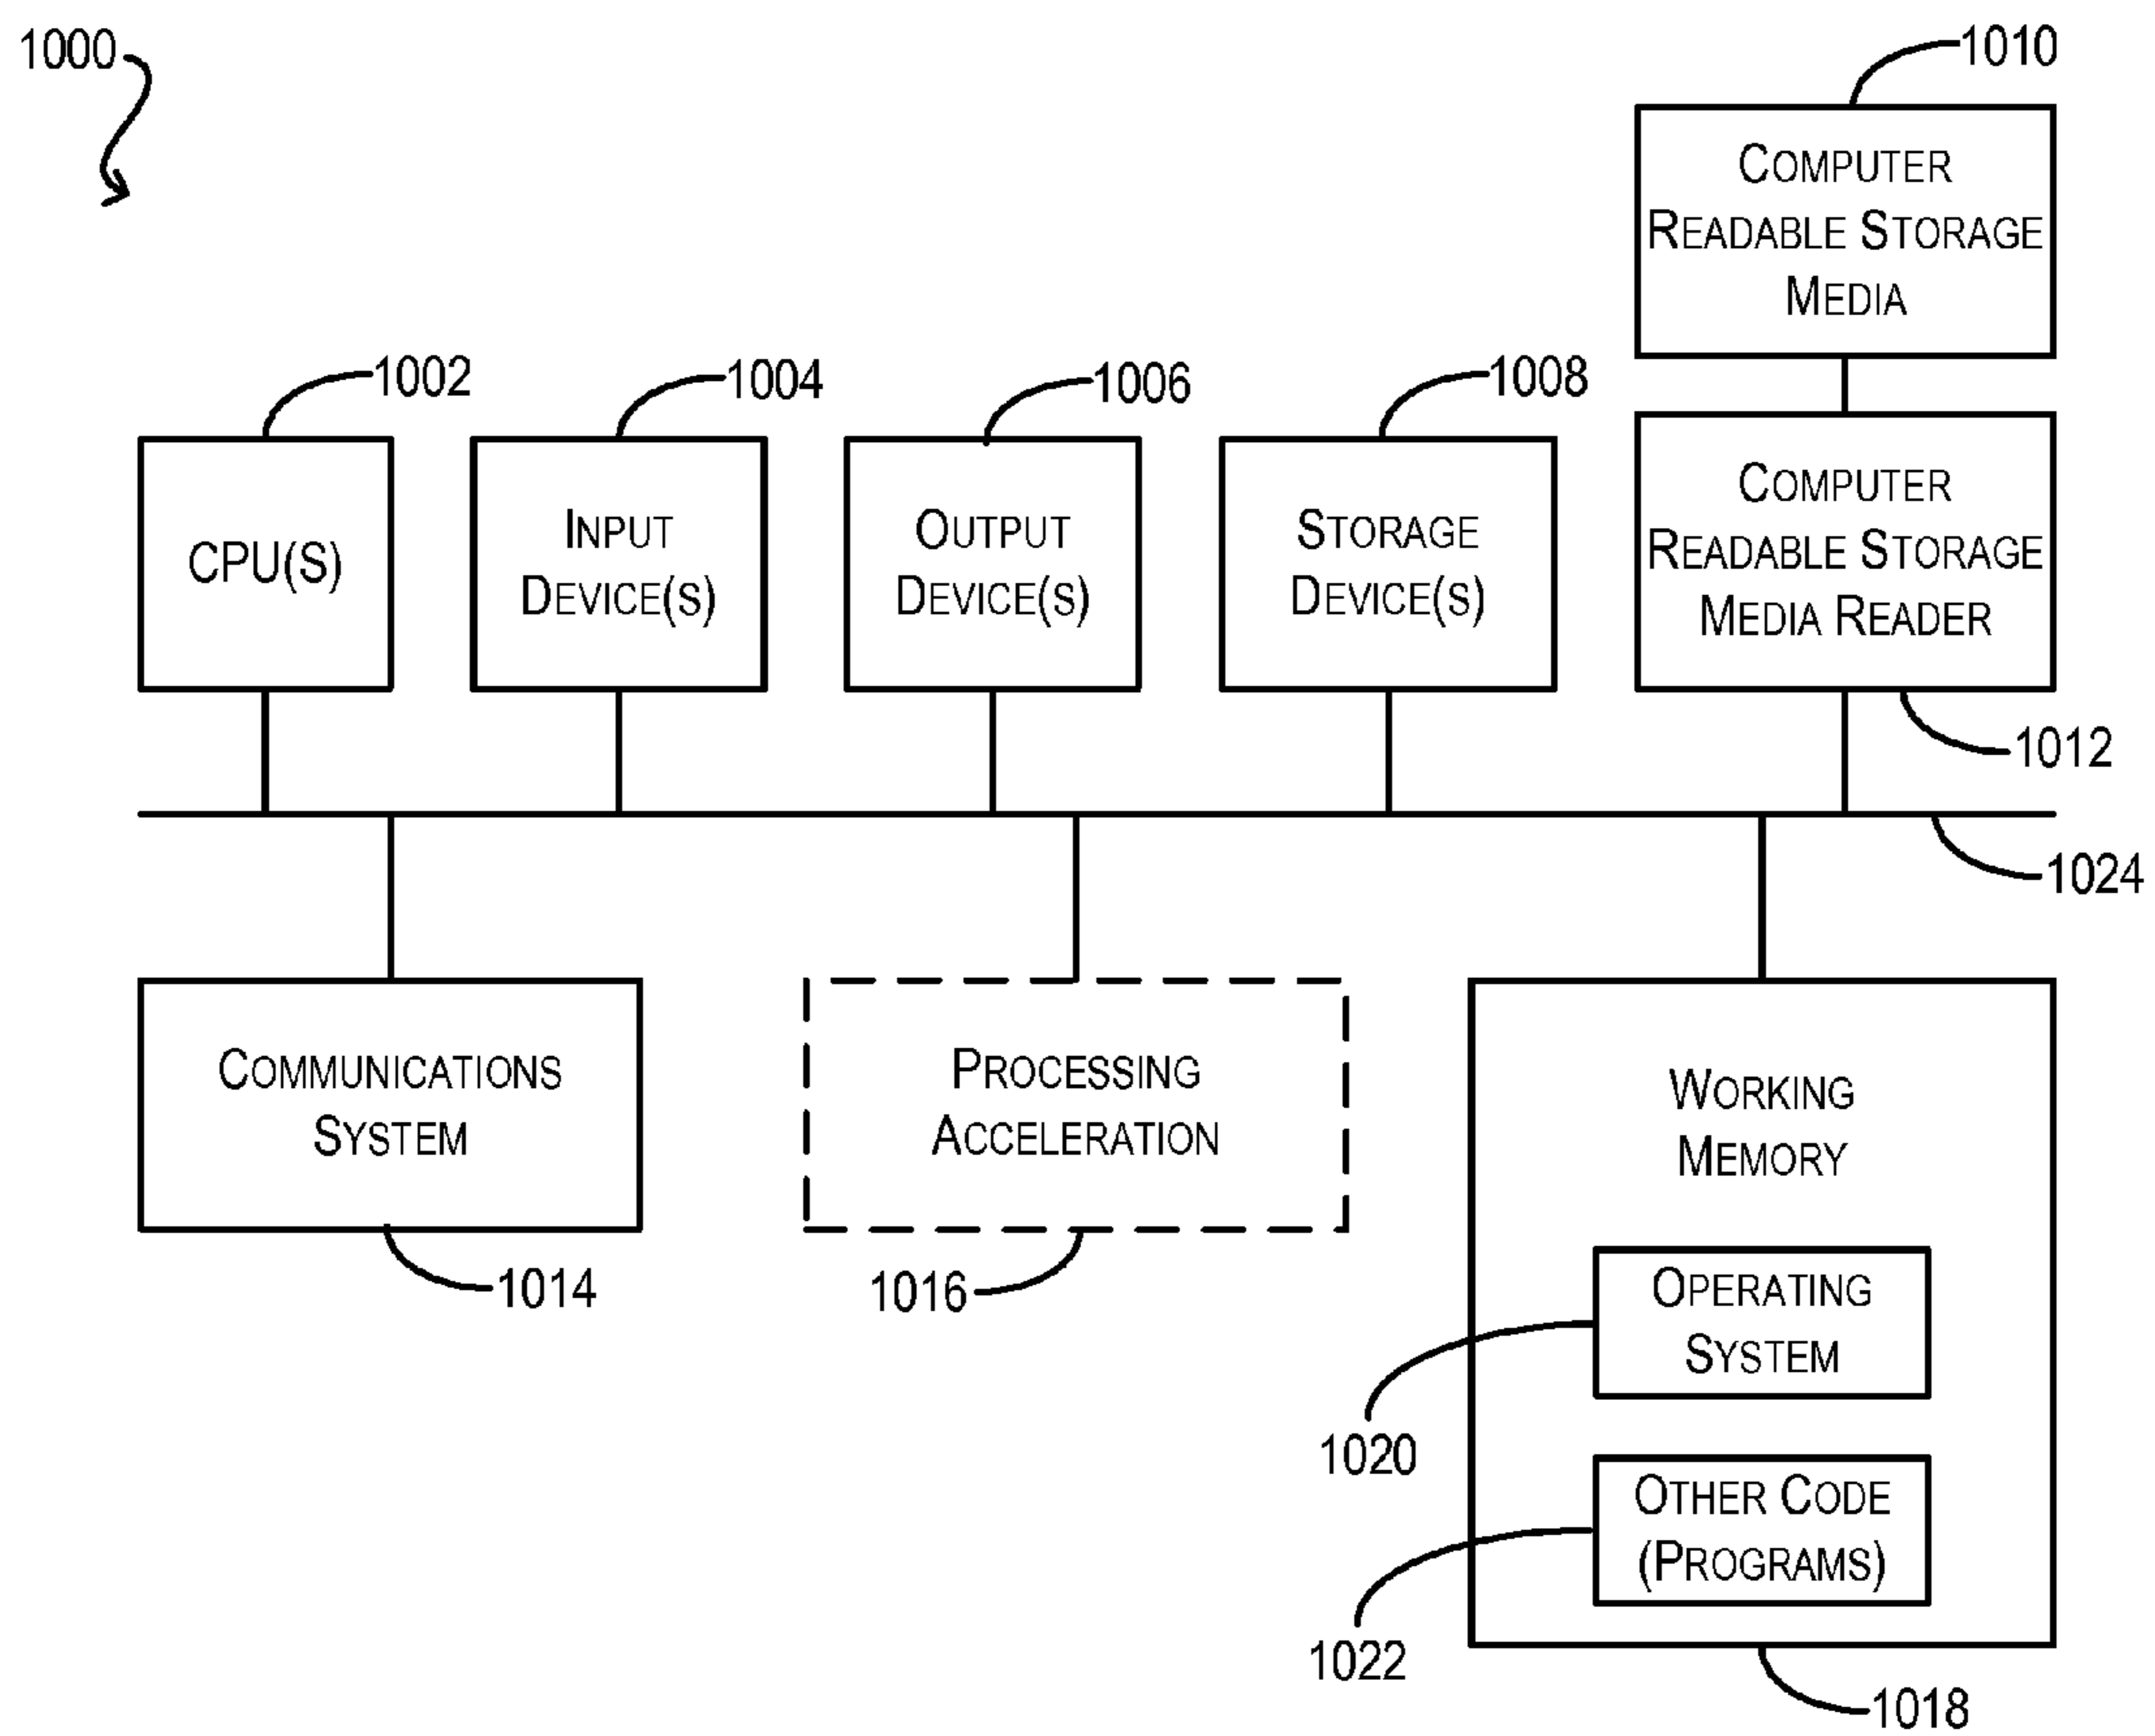 1000
1010
COMPUTER
READABLE STORAGE
MEDIA
1002
1004
1006
1008
CPU(S)
INPUT
DEVICE(S)
OUTPUT
DEVICE(S)
STORAGE
DEVICE(S)
COMPUTER
READABLE STORAGE
MEDIA READER
1012
1024
COMMUNICATIONS
SYSTEM
1014
PROCESSING
ACCELERATION
1016
WORKING
MEMORY
OPERATING
SYSTEM
1020
OTHER CODE
(PROGRAMS)
1022
1018